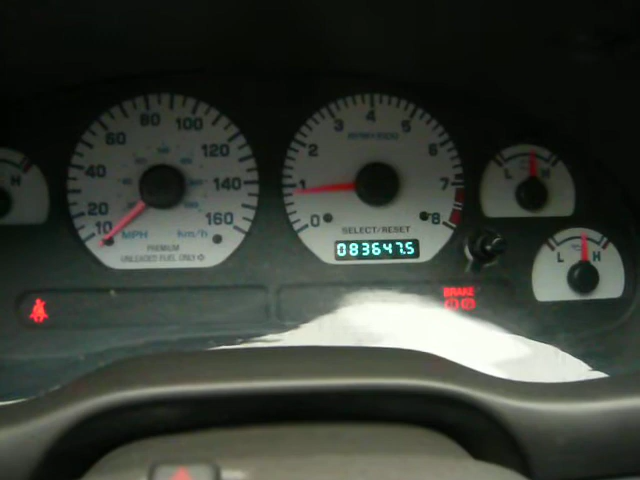 H
10 20 40 60 80 100 120 140 160
MPH km/h
PREMIUM
UNLEADED FUEL ONLY
0 1 2 3 4 5 6 7 8
SELECT/RESET
083647.5
L H
L H
BRAKE